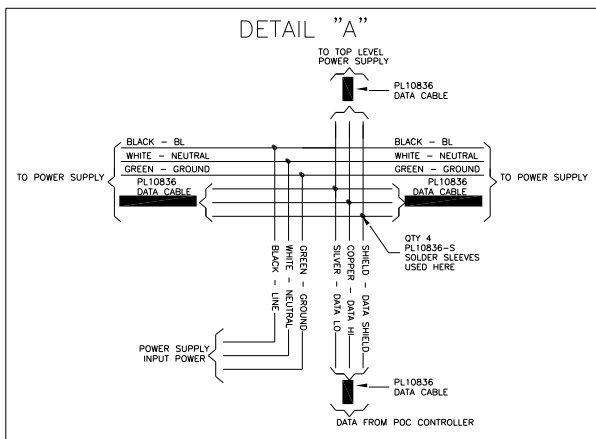 DETAIL "A"
TO TOP LEVEL
POWER SUPPLY
PL10836
DATA CABLE
BLACK - BL
WHITE - NEUTRAL
GREEN - GROUND
PL10836
DATA CABLE
TO POWER SUPPLY
BLACK - BL
WHITE - NEUTRAL
GREEN - GROUND
PL10836
DATA CABLE
TO POWER SUPPLY
QTY 4
PL10836-S
SOLDER SLEEVES
USED HERE
BLACK - LINE
WHITE - NEUTRAL
GREEN - GROUND
SILVER - DATA LO
COPPER - DATA HI
SHIELD - DATA SHIELD
POWER SUPPLY
INPUT POWER
PL10836
DATA CABLE
DATA FROM POC CONTROLLER